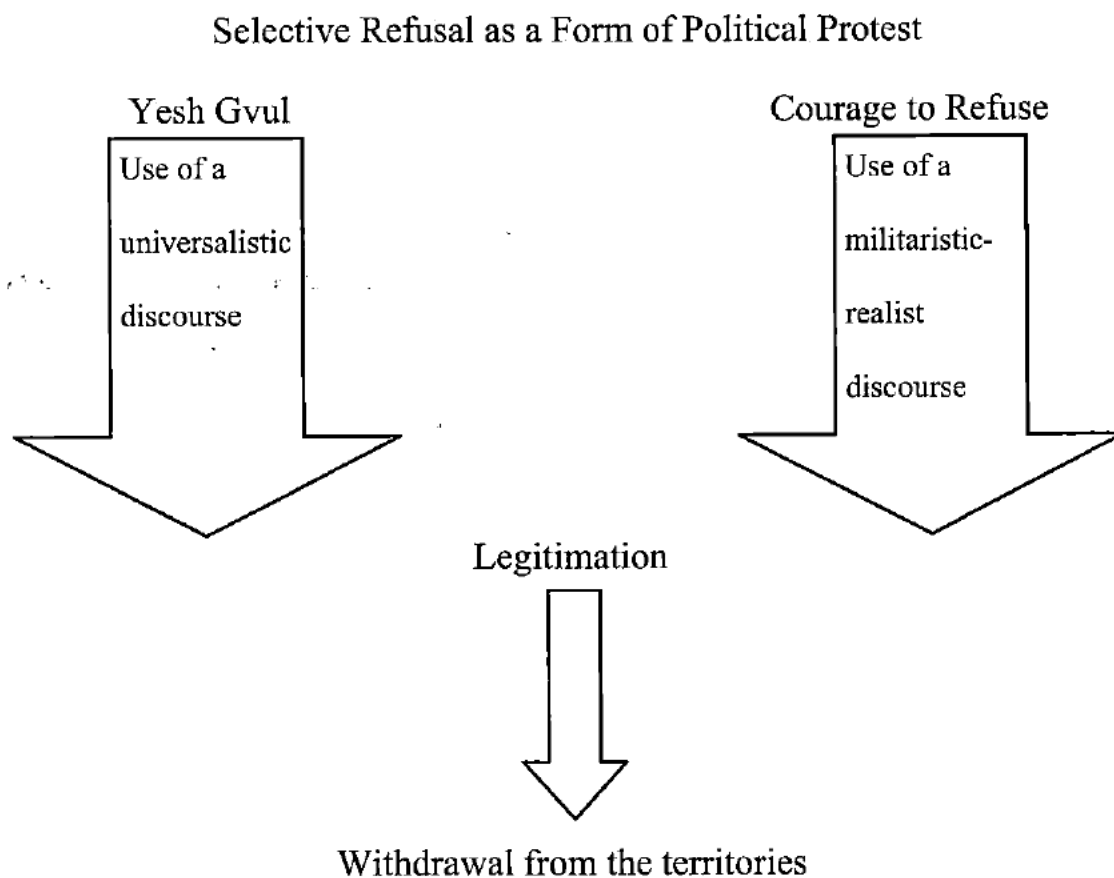 Selective Refusal as a Form of Political Protest
Yesh Gvul
Use of a
universalistic
discourse
Courage to Refuse
Use of a
militaristic-
realist
discourse
Legitimation
Withdrawal from the territories